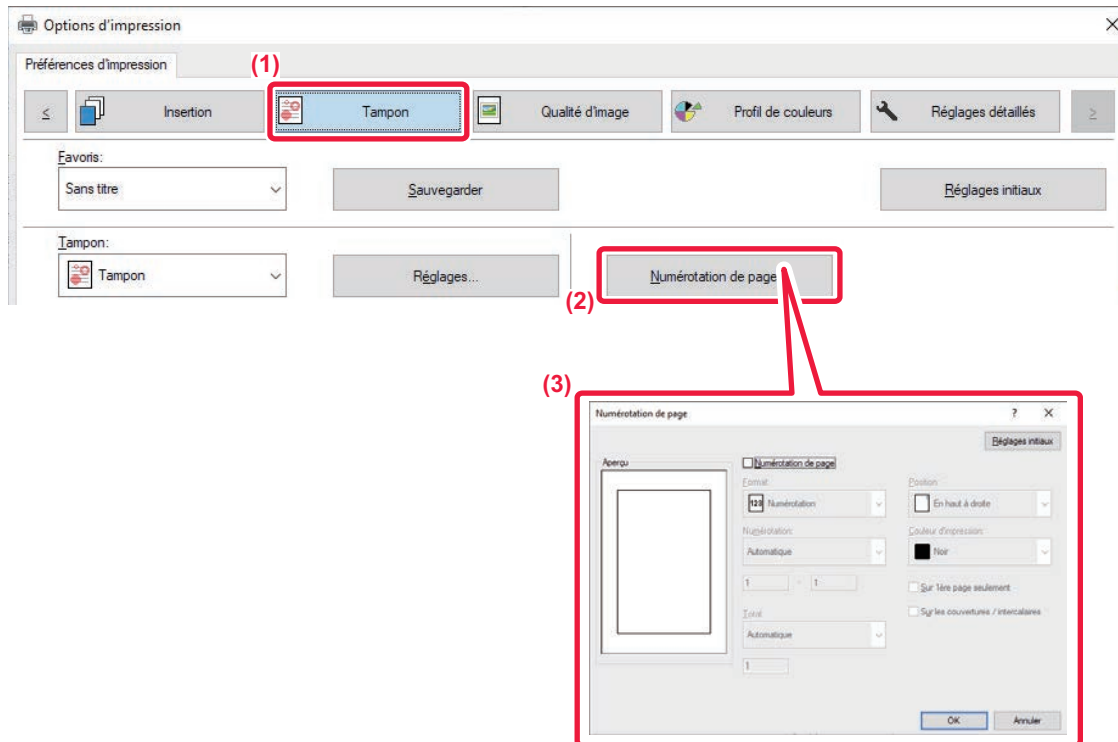 Options d'impression
Préférences d'impression
(1)
<
Insertion
Tampon
Qualité d'image
Profil de couleurs
Réglages détaillés
>
Favoris:
Sans titre
Sauvegarder
Réglages initiaux
Tampon:
Tampon
Réglages...
Numérotation de page
(2)
(3)
Numérotation de page
?
Réglages initiaux
Aperçu
Numérotation de page
Format:
Position:
123 Numérotation
En haut à droite
Numérotation:
Couleur d'impression:
Automatique
Noir
1 - 1
Sur 1ère page seulement
Total:
Sur les couvertures / intercalaires
Automatique
1
OK
Annuler